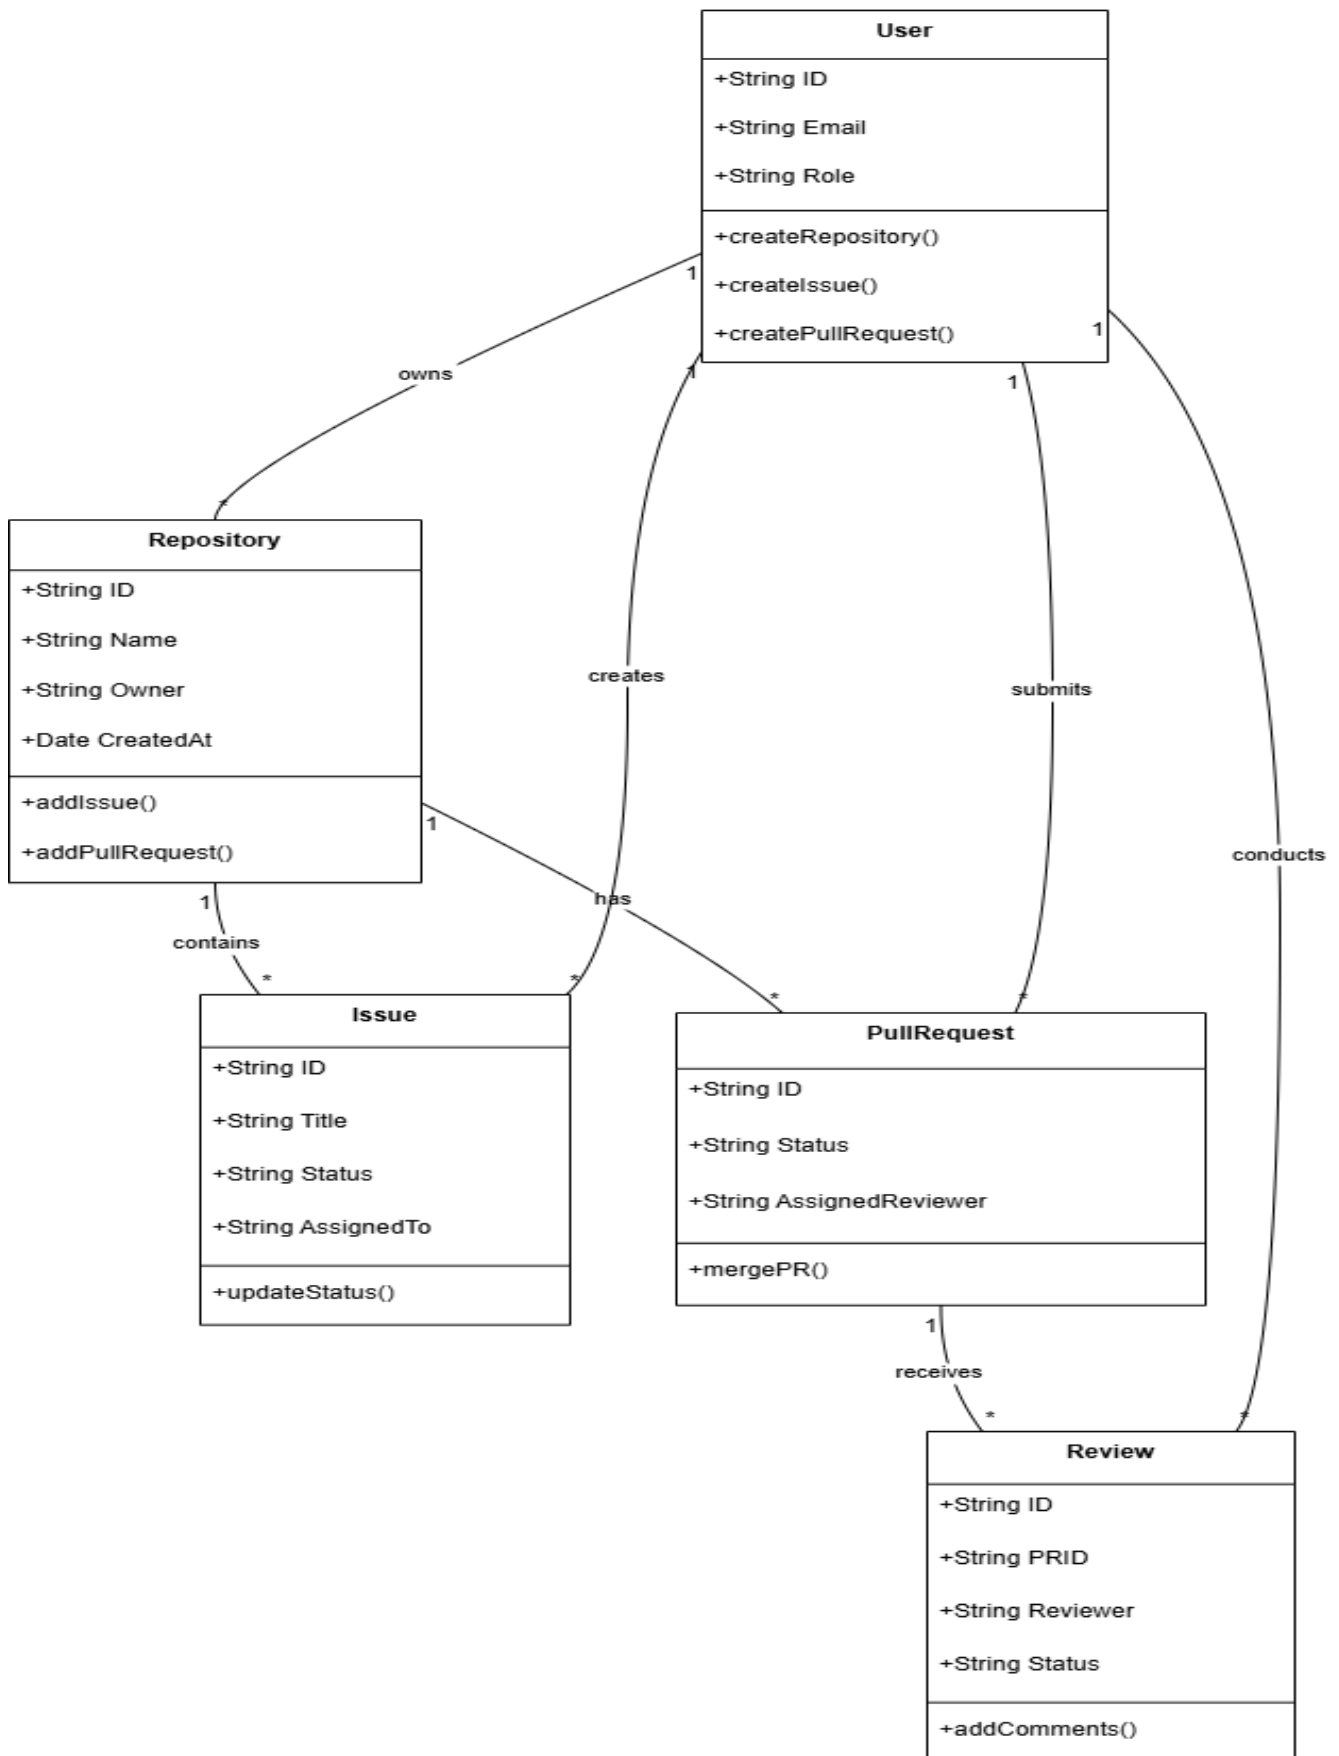 User
+String ID
+String Email
+String Role
+createRepository()
+createIssue()
+createPullRequest()
1
1
1
1
owns
*
Repository
+String ID
+String Name
+String Owner
+Date CreatedAt
+addIssue()
+addPullRequest()
creates
submits
conducts
1
1
has
contains
*
*
*
*
Issue
+String ID
+String Title
+String Status
+String AssignedTo
+updateStatus()
PullRequest
+String ID
+String Status
+String AssignedReviewer
+mergePR()
1
receives
*
*
Review
+String ID
+String PRID
+String Reviewer
+String Status
+addComments()